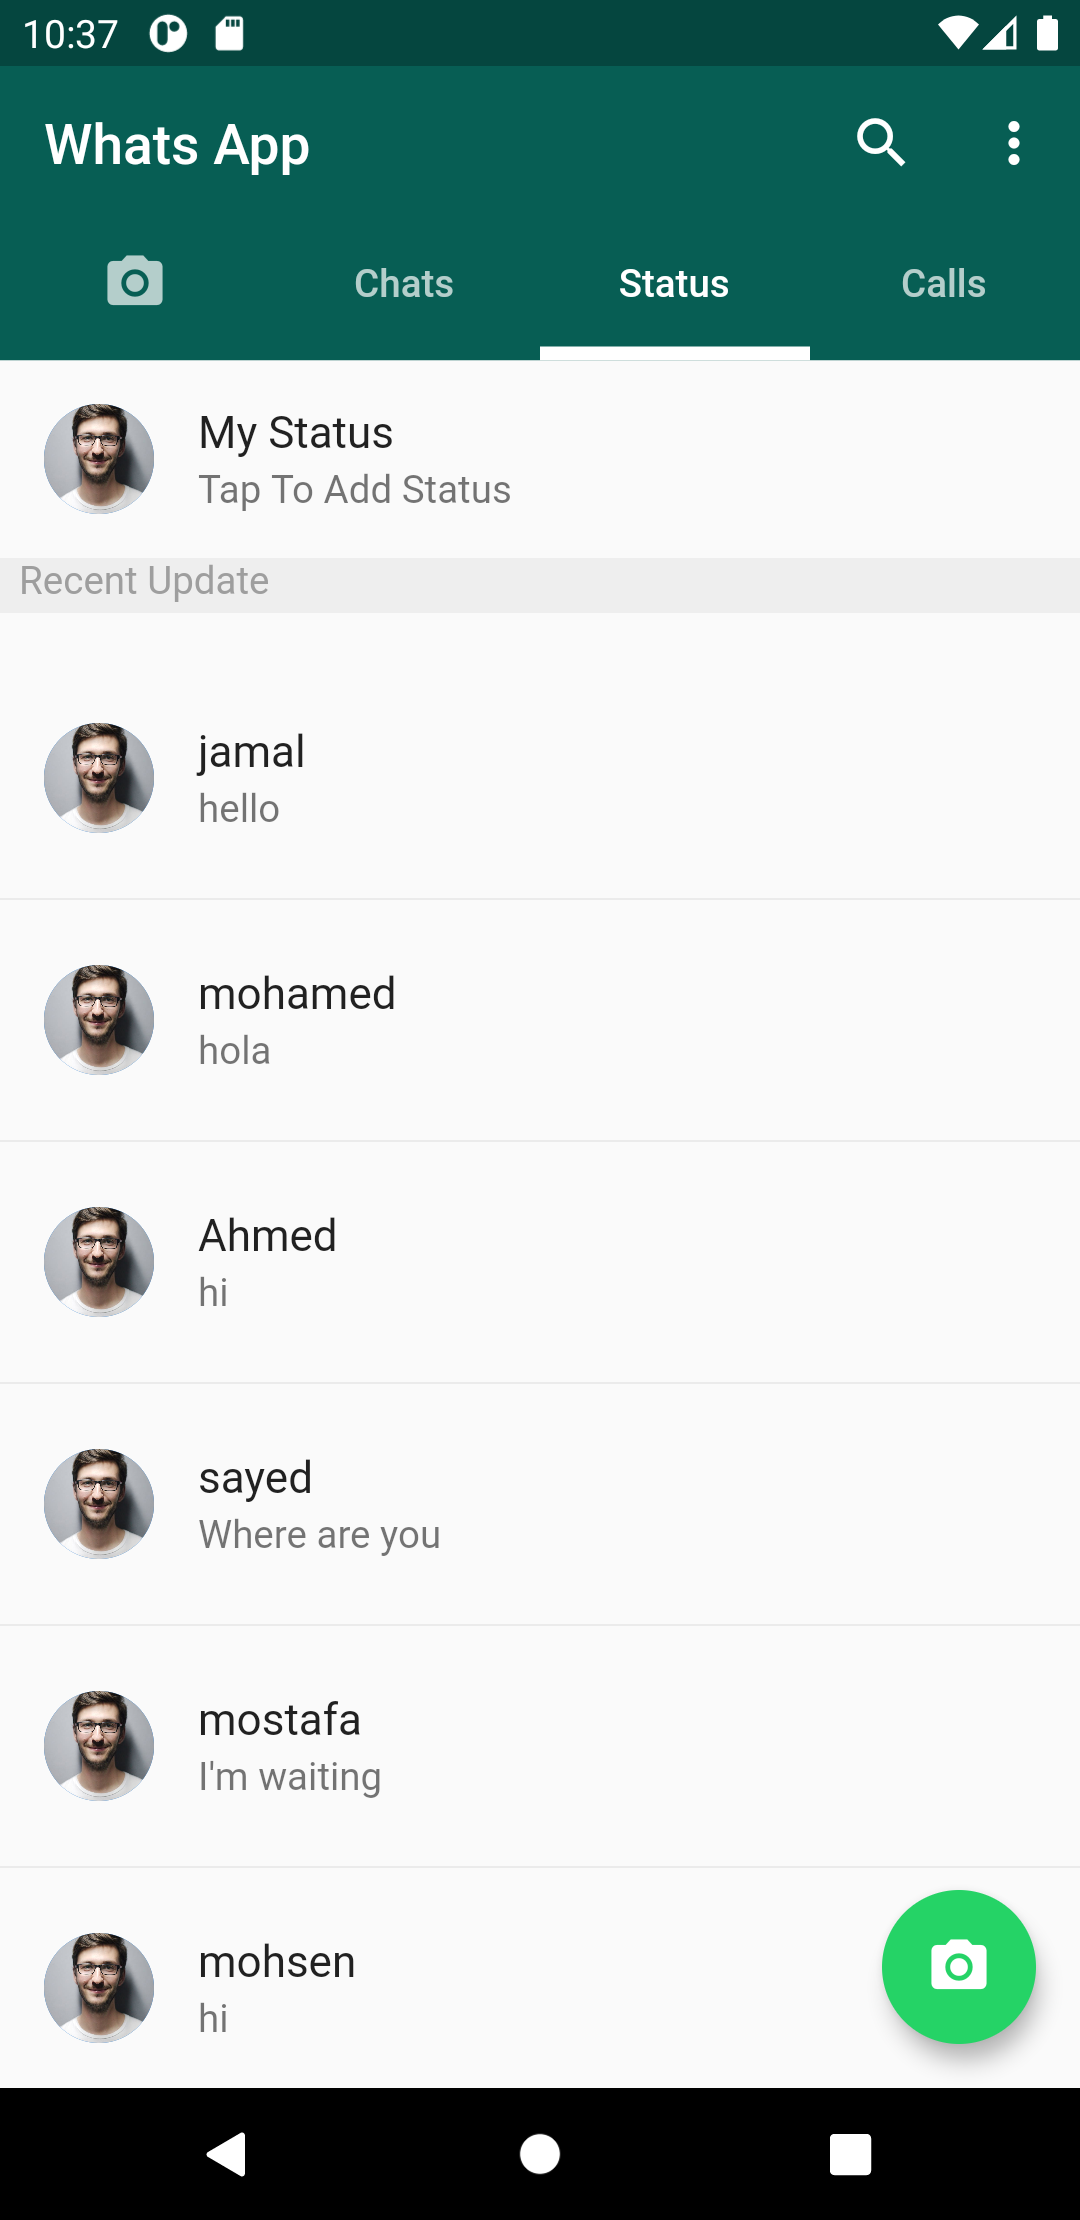 10:37
Whats App
Chats
Status
Calls
My Status
Tap To Add Status
Recent Update
jamal
hello
mohamed
hola
Ahmed
hi
sayed
Where are you
mostafa
I'm waiting
mohsen
hi